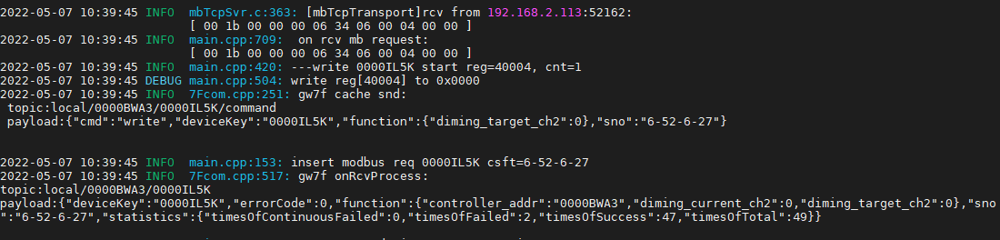 2022-05-07 10:39:45 INFO  mbTcpSvr.c:363: [mbTcpTransport]rcv from 192.168.2.113:52162:
[ 00 1b 00 00 00 06 34 06 00 04 00 00 ]
2022-05-07 10:39:45 INFO  main.cpp:709:  on rcv mb request:
[ 00 1b 00 00 00 06 34 06 00 04 00 00 ]
2022-05-07 10:39:45 INFO  main.cpp:420: ---write 0000IL5K start reg=40004, cnt=1
2022-05-07 10:39:45 DEBUG main.cpp:504: write reg[40004] to 0x0000
2022-05-07 10:39:45 INFO  7Fcom.cpp:251: gw7f cache snd:
topic:local/0000BWA3/0000IL5K/command
payload:{"cmd":"write","deviceKey":"0000IL5K","function":{"diming_target_ch2":0},"sno":"6-52-6-27"}
2022-05-07 10:39:45 INFO  main.cpp:153: insert modbus req 0000IL5K csft=6-52-6-27
2022-05-07 10:39:45 INFO  7Fcom.cpp:517: gw7f onRcvProcess:
topic:local/0000BWA3/0000IL5K
payload:{"deviceKey":"0000IL5K","errorCode":0,"function":{"controller_addr":"0000BWA3","diming_current_ch2":0,"diming_target_ch2":0},"sno
":"6-52-6-27","statistics":{"timesOfContinuousFailed":0,"timesOfFailed":2,"timesOfSuccess":47,"timesOfTotal":49}}